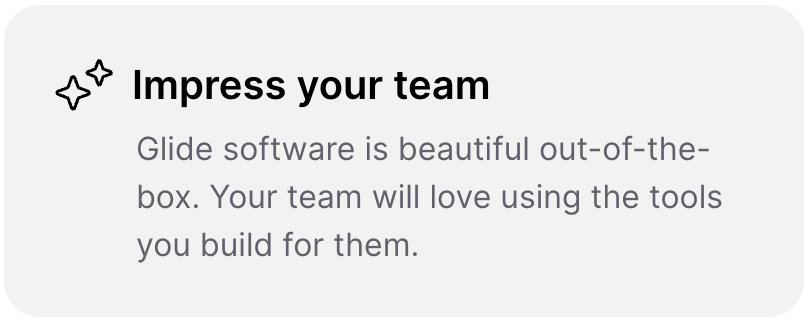 Impress your team
Glide software is beautiful out-of-the-
box. Your team will love using the tools
you build for them.